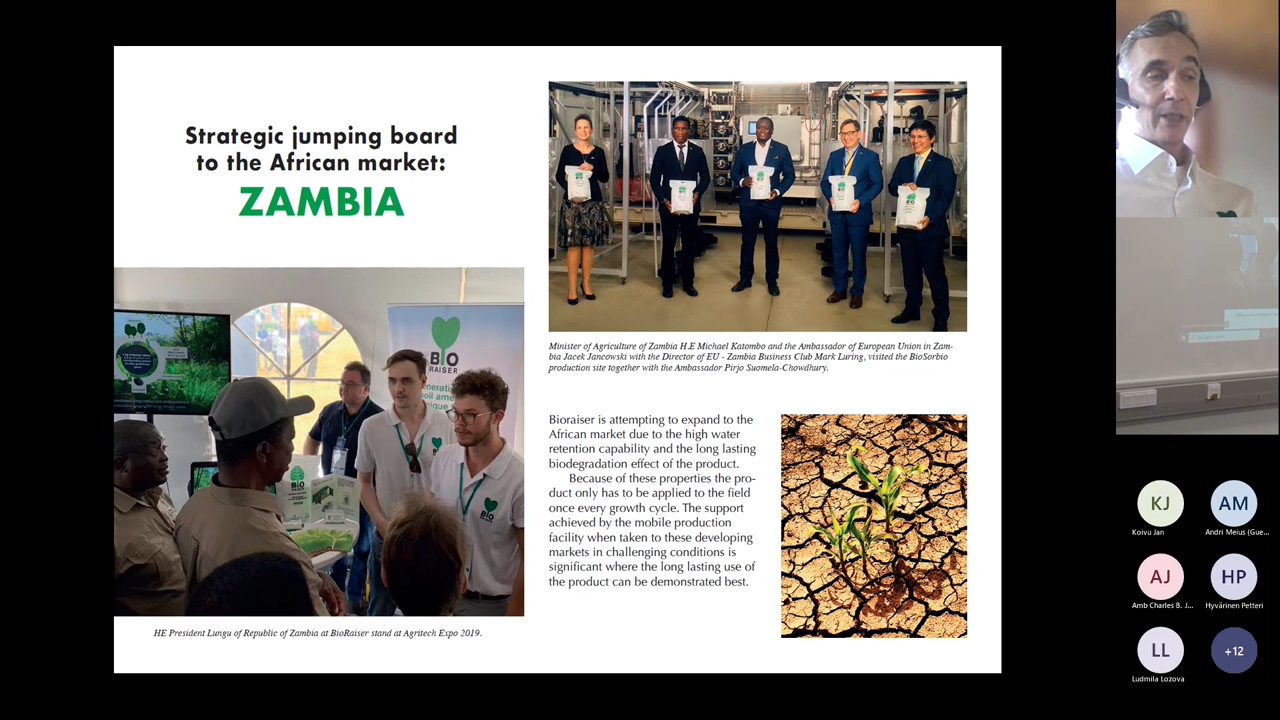 Strategic jumping board
to the African market:
ZAMBIA
BIO
RAISER
BIO
HE President Lungu of Republic of Zambia at BioRaiser stand at Agritech Expo 2019.
Minister of Agriculture of Zambia H.E Michael Katombo and the Ambassador of European Union in Zam-
bia Jacek Jancowski with the Director of EU - Zambia Business Club Mark Luring, visited the BioSorbio
production site together with the Ambassador Pirjo Suomela-Chowdhury.
Bioraiser is attempting to expand to the
African market due to the high water
retention capability and the long lasting
biodegradation effect of the product.
Because of these properties the pro-
duct only has to be applied to the field
once every growth cycle. The support
achieved by the mobile production
facility when taken to these developing
markets in challenging conditions is
significant where the long lasting use of
the product can be demonstrated best.
KJ
Koivu Jan
AM
Andri Meius (Gue...
AJ
Amb Charles B. J...
HP
Hyvärinen Petteri
LL
Ludmila Lozova
+12